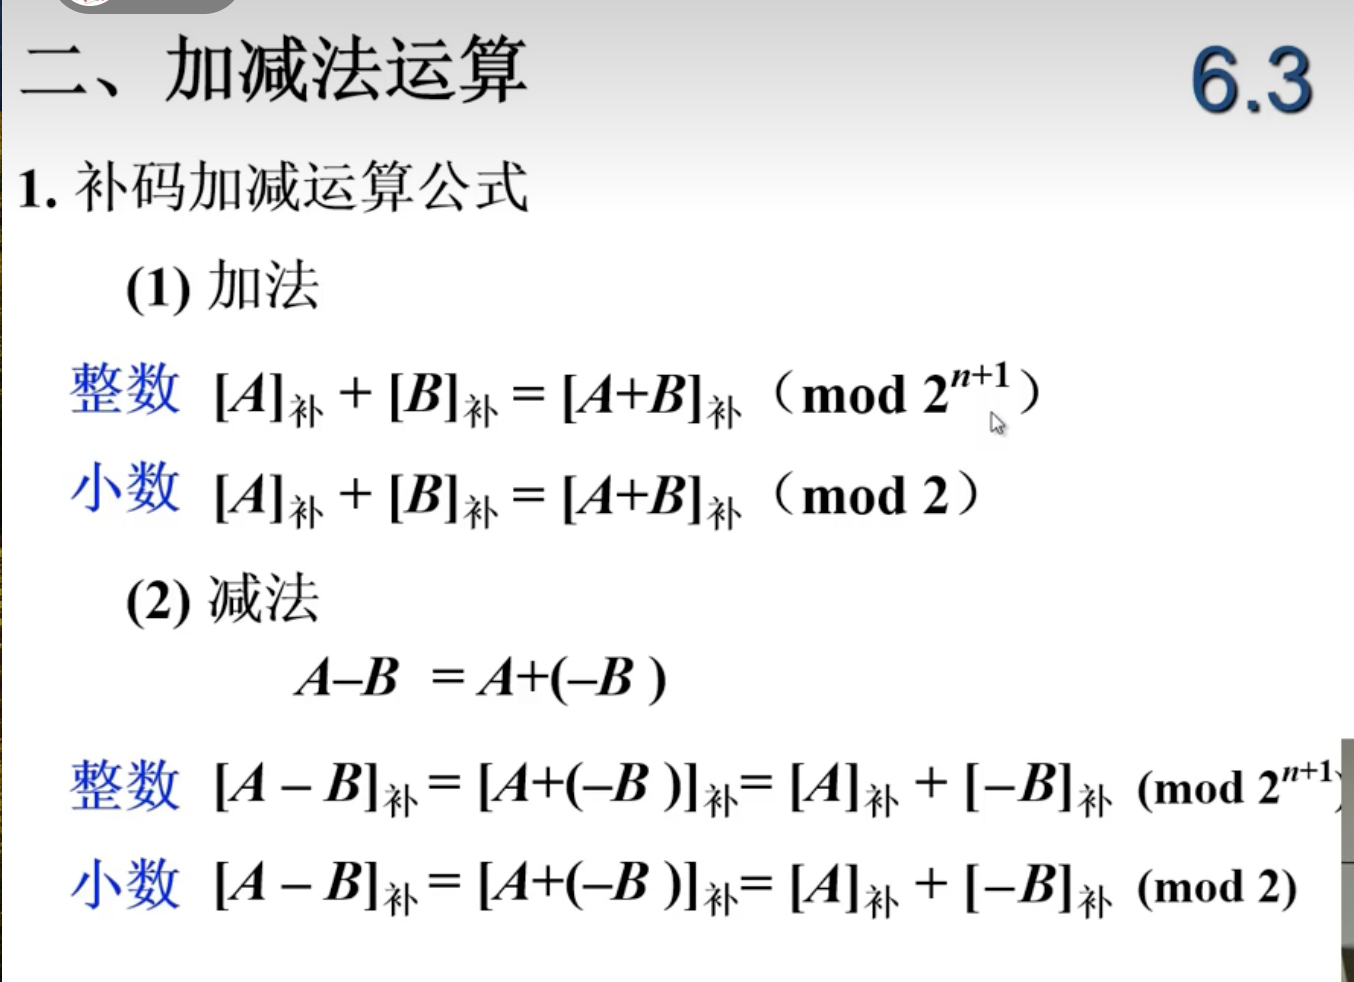 二、加减法运算 6.3
1. 补码加减运算公式
(1) 加法
整数 [A]补 + [B]补 = [A+B]补（mod 2^{n+1}）
小数 [A]补 + [B]补 = [A+B]补（mod 2）
(2) 减法
A–B = A+(–B )
整数 [A – B]补 = [A+(–B )]补= [A]补 + [–B]补 (mod 2^{n+1})
小数 [A – B]补 = [A+(–B )]补= [A]补 + [–B]补 (mod 2)